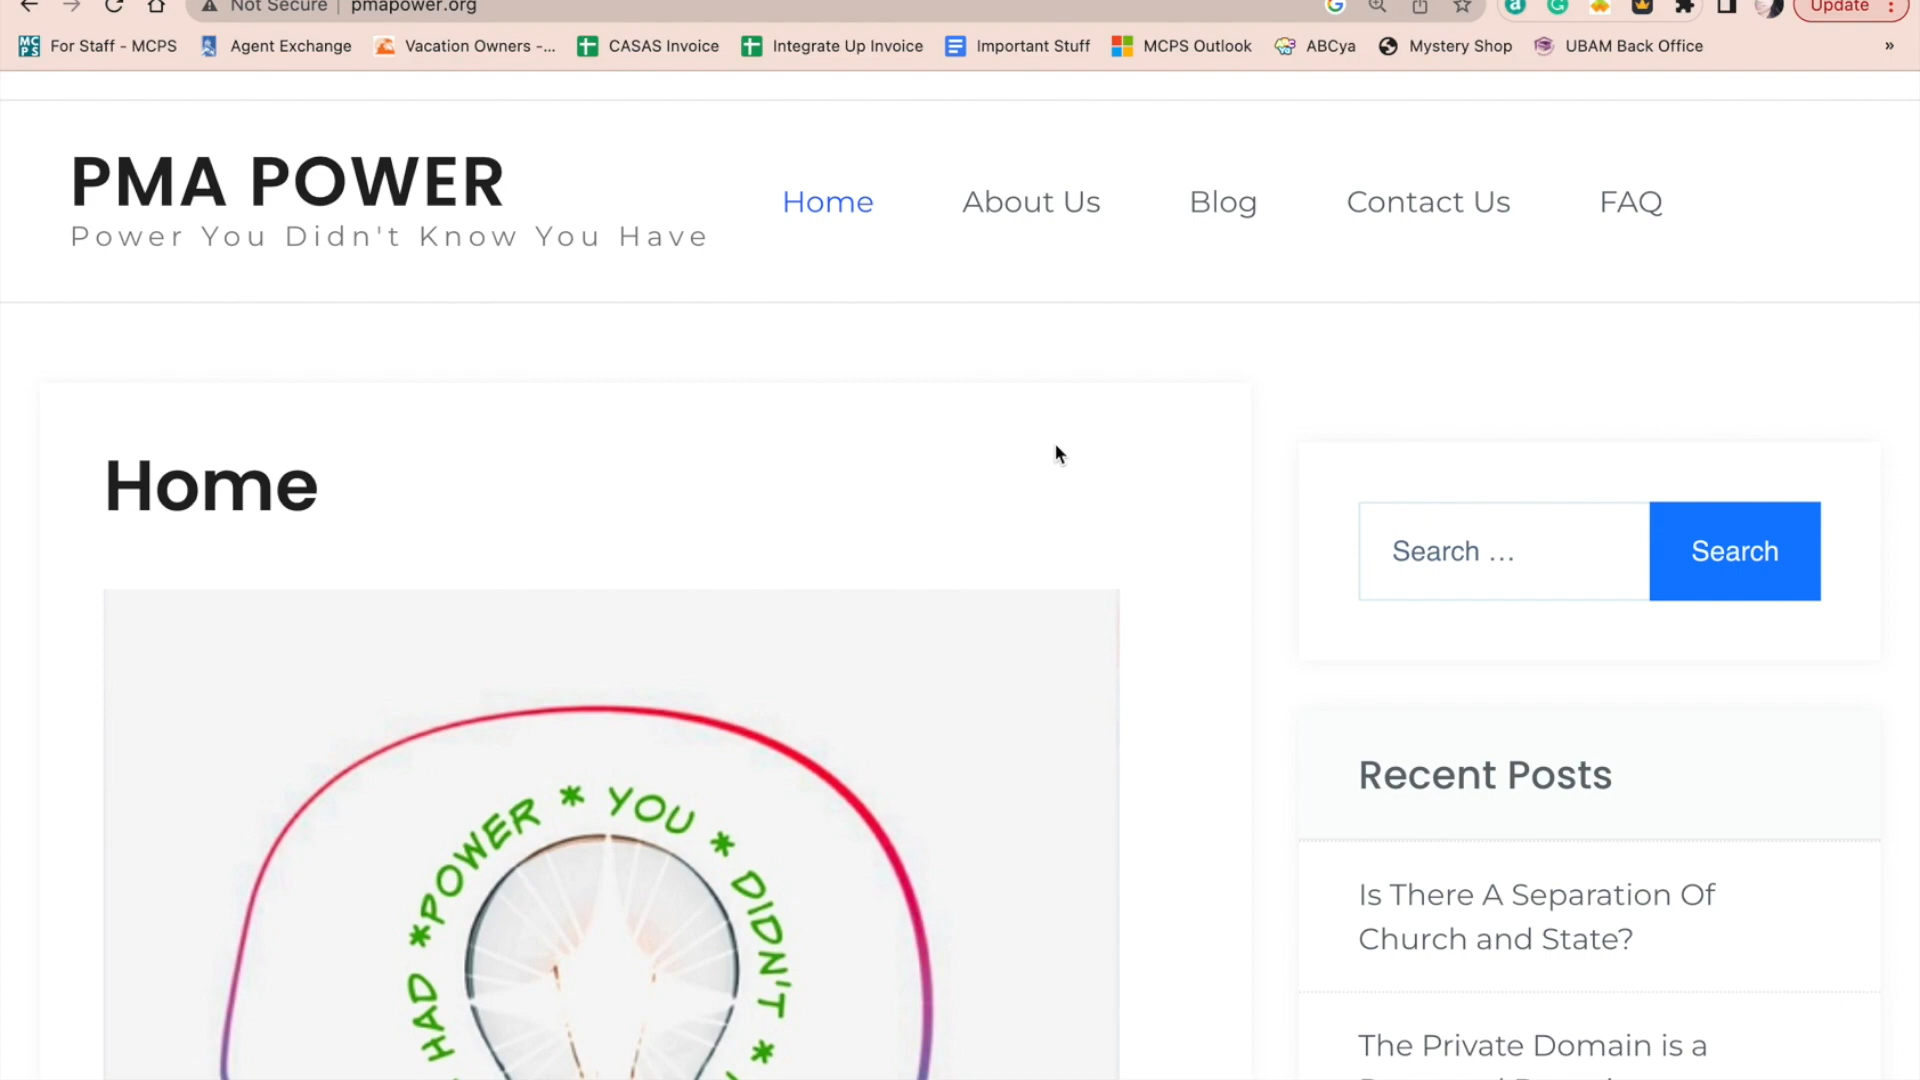 Not Secure | pmapower.org
Update
For Staff - MCPS
Agent Exchange
Vacation Owners -...
CASAS Invoice
Integrate Up Invoice
Important Stuff
MCPS Outlook
ABCya
Mystery Shop
UBAM Back Office
»
PMA POWER
Power You Didn't Know You Have
Home
About Us
Blog
Contact Us
FAQ
Home
HAD *POWER * YOU * DIDN'T *
Search …
Search
Recent Posts
Is There A Separation Of
Church and State?
The Private Domain is a